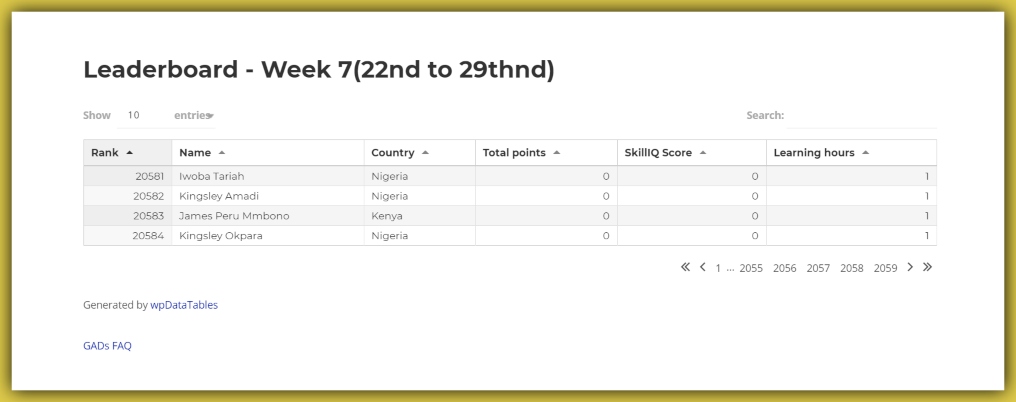 Leaderboard - Week 7(22nd to 29thnd)
Show 10 entries Search:
Rank Name Country Total points SkillIQ Score Learning hours
20581 Iwoba Tariah Nigeria 0 0 1
20582 Kingsley Amadi Nigeria 0 0 1
20583 James Peru Mmbono Kenya 0 0 1
20584 Kingsley Okpara Nigeria 0 0 1
« ‹ 1 ... 2055 2056 2057 2058 2059 › »
Generated by wpDataTables
GADs FAQ